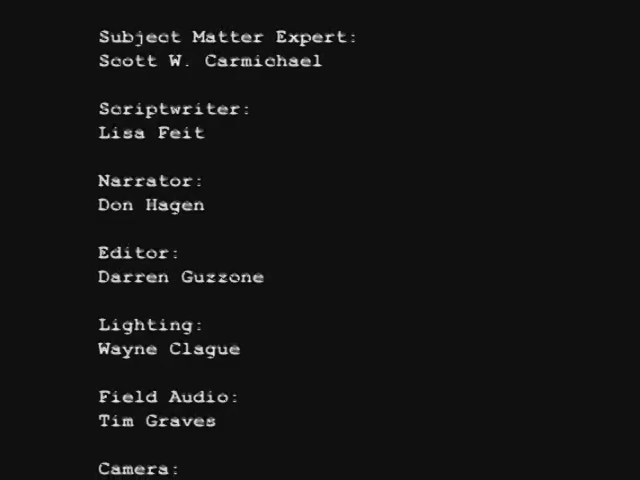 Subject Matter Expert:
Scott W. Carmichael
Scriptwriter:
Lisa Feit
Narrator:
Don Hagen
Editor:
Darren Guzzone
Lighting:
Wayne Clague
Field Audio:
Tim Graves
Camera: